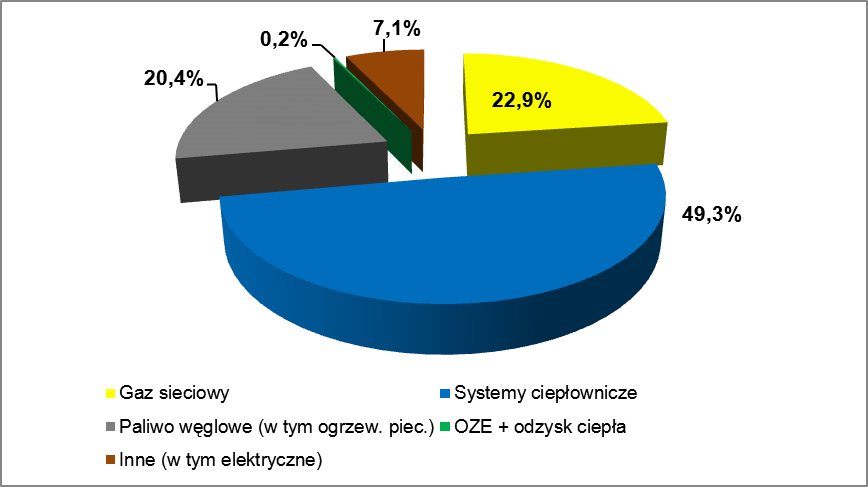 7,1%
0,2%
20,4%
22,9%
49,3%
Gaz sieciowy
Systemy ciepłownicze
Paliwo węglowe (w tym ogrzew. piec.)
OZE + odzysk ciepła
Inne (w tym elektryczne)